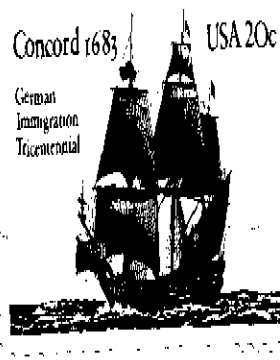 Concord 1683
USA 20c
German
Immigration
Tricentennial